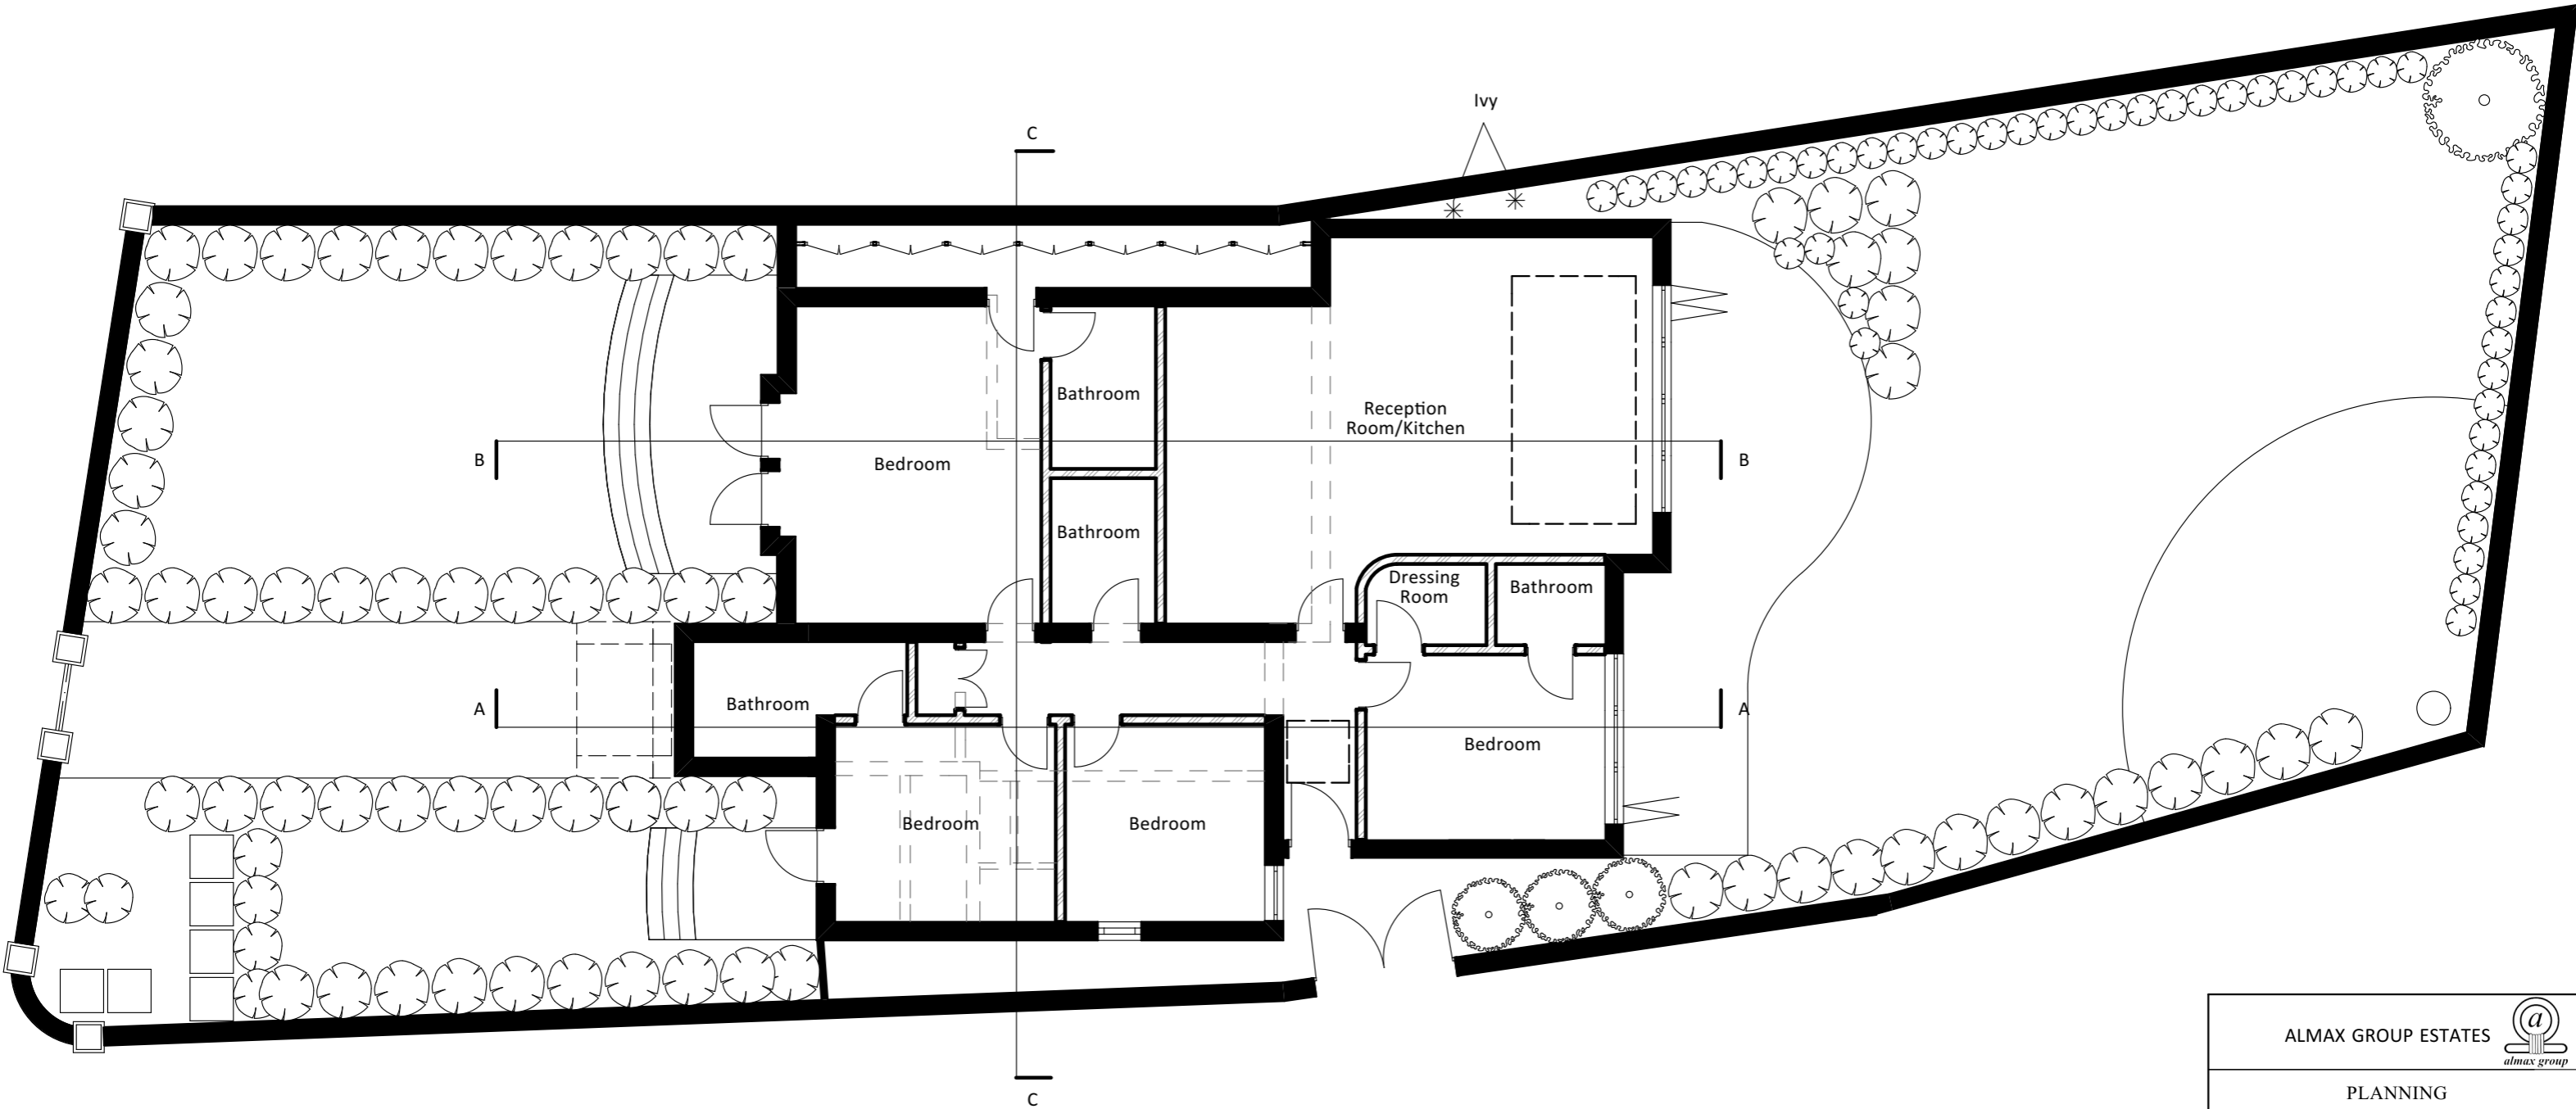 Ivy
C
Bathroom
Reception
Room/Kitchen
B
Bedroom
B
Bathroom
Dressing
Room
Bathroom
A
Bathroom
A
Bedroom
Bedroom
Bedroom
C
ALMAX GROUP ESTATES
a
almax group
PLANNING